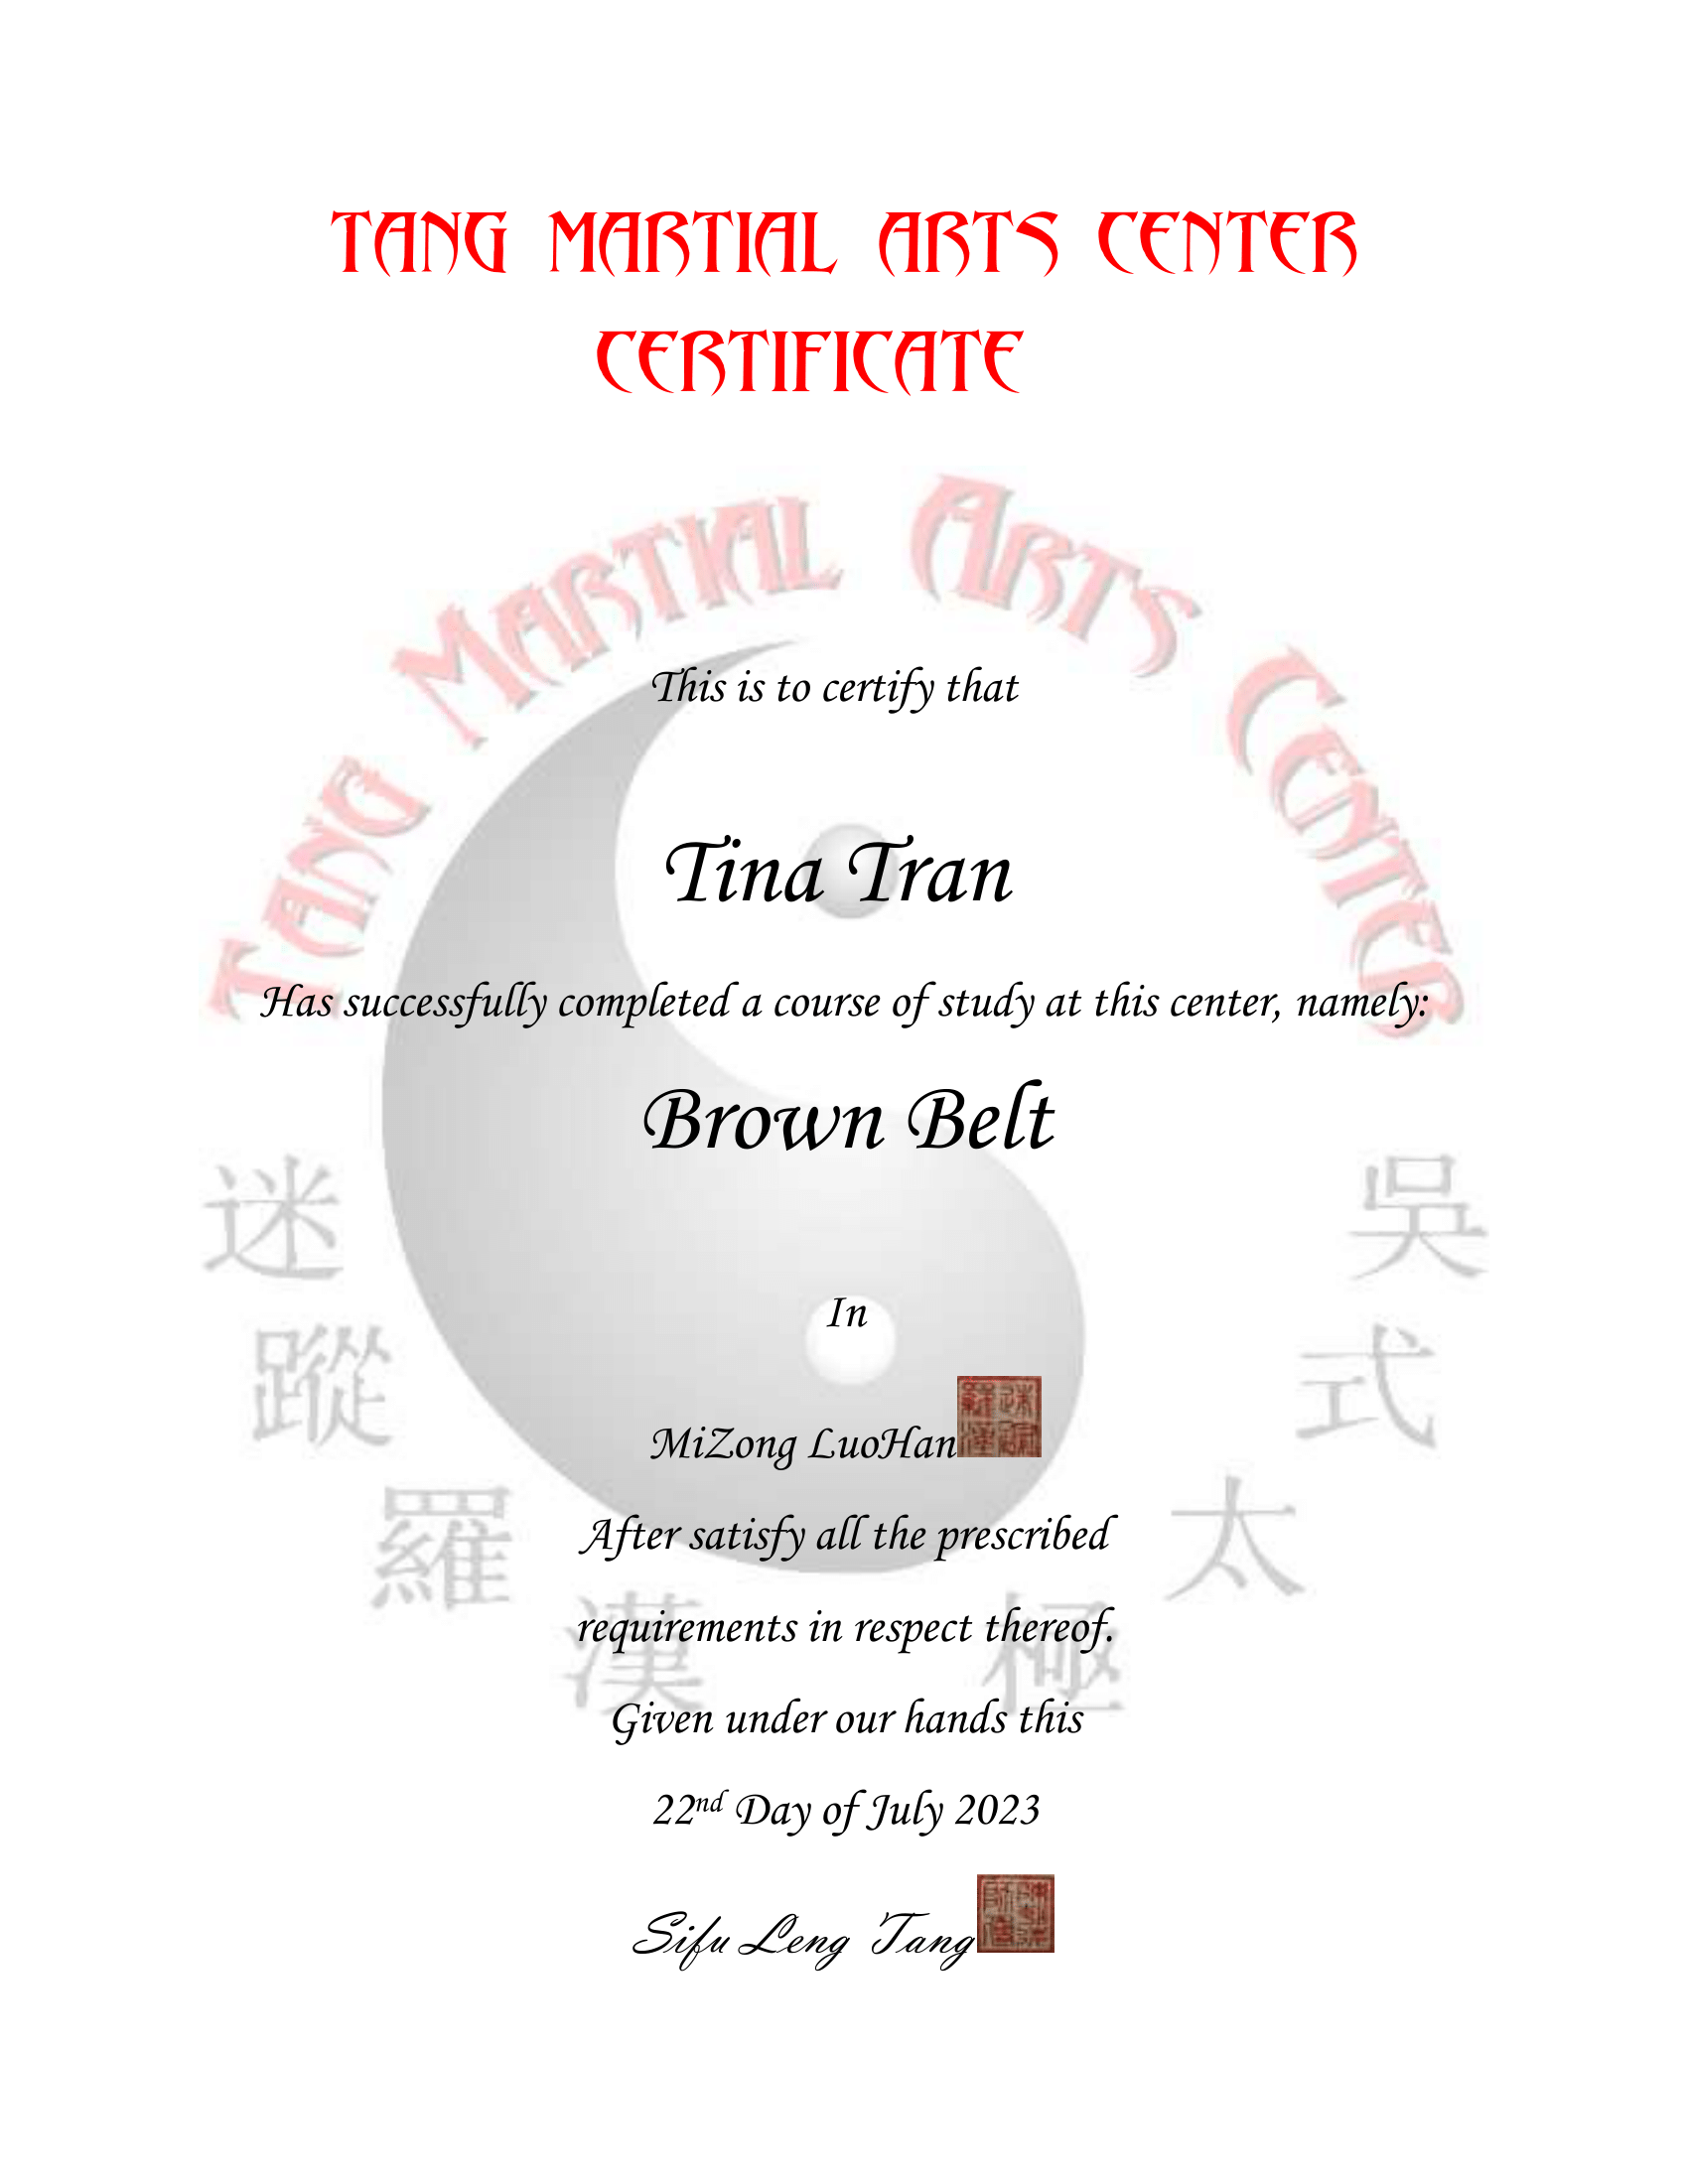 TANG MARTIAL ARTS CENTER
CERTIFICATE
TANG MARTIAL ARTS CENTER
This is to certify that
Tina Tran
Has successfully completed a course of study at this center, namely:
Brown Belt
迷蹤羅漢
吳式太極
In
MiZong LuoHan
After satisfy all the prescribed
requirements in respect thereof.
Given under our hands this
22nd Day of July 2023
Sifu Leng Tang